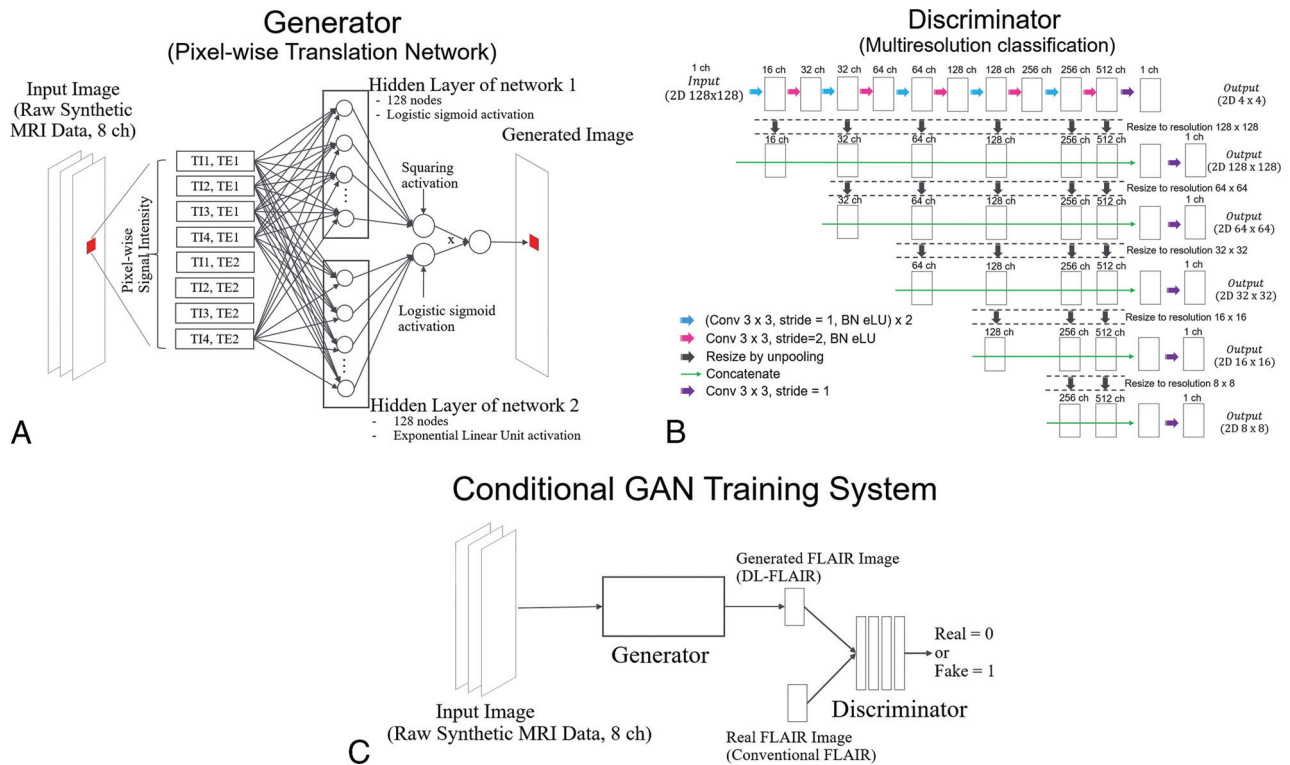 Generator
(Pixel-wise Translation Network)
Input Image
(Raw Synthetic
MRI Data, 8 ch)
Pixel-wise
Signal Intensity
TI1, TE1
TI2, TE1
TI3, TE1
TI4, TE1
TI1, TE2
TI2, TE2
TI3, TE2
TI4, TE2
Hidden Layer of network 1
- 128 nodes
- Logistic sigmoid activation
Generated Image
Squaring
activation
x
Logistic sigmoid
activation
Hidden Layer of network 2
- 128 nodes
- Exponential Linear Unit activation
A
Discriminator
(Multiresolution classification)
1 ch
Input
(2D 128x128)
16 ch 32 ch 32 ch 64 ch 64 ch 128 ch 128 ch 256 ch 256 ch 512 ch 1 ch
Output
(2D 4 x 4)
Resize to resolution 128 x 128
16 ch 32 ch 64 ch 128 ch 256 ch 512 ch 1 ch
Output
(2D 128 x 128)
Resize to resolution 64 x 64
32 ch 64 ch 128 ch 256 ch 512 ch 1 ch
Output
(2D 64 x 64)
Resize to resolution 32 x 32
64 ch 128 ch 256 ch 512 ch 1 ch
Output
(2D 32 x 32)
Resize to resolution 16 x 16
128 ch 256 ch 512 ch 1 ch
Output
(2D 16 x 16)
Resize to resolution 8 x 8
256 ch 512 ch 1 ch
Output
(2D 8 x 8)
(Conv 3 x 3, stride = 1, BN eLU) x 2
Conv 3 x 3, stride=2, BN eLU
Resize by unpooling
Concatenate
Conv 3 x 3, stride = 1
B
Conditional GAN Training System
Input Image
(Raw Synthetic MRI Data, 8 ch)
Generator
Generated FLAIR Image
(DL-FLAIR)
Real FLAIR Image
(Conventional FLAIR)
Discriminator
Real = 0
or
Fake = 1
C